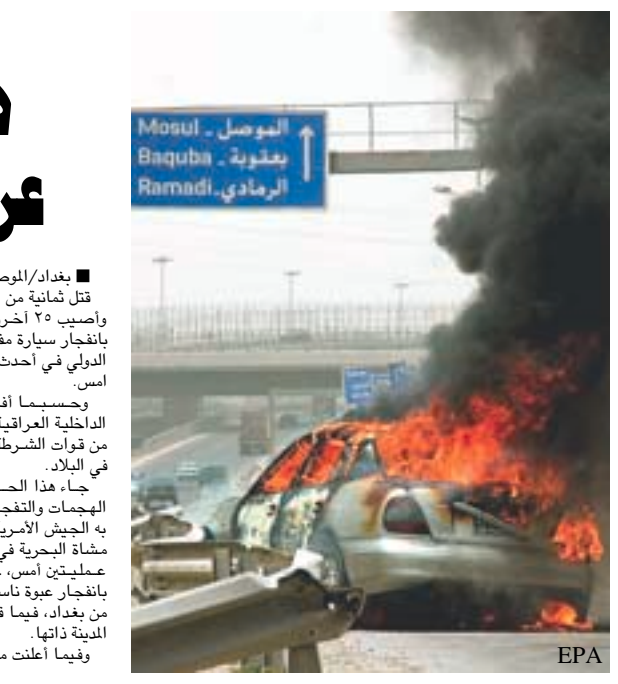 الموصل - Mosul
بعقوبة - Baquba
الرمادي - Ramadi
EPA
■ بغداد/
قتل ثمانية من
وأصيب ٢٥
بانفجار سيارة
الدولي في أحدث
امس.
وحسبما
الداخلية العراقية
من قوات الشرطة
في البلاد.
جاء هذا
الهجمات
به الجيش
مشاة البحرية في
عمليتين أمس،
بانفجار عبوة
من بغداد، فيما
المدينة ذاتها.
وفيما أعلنت